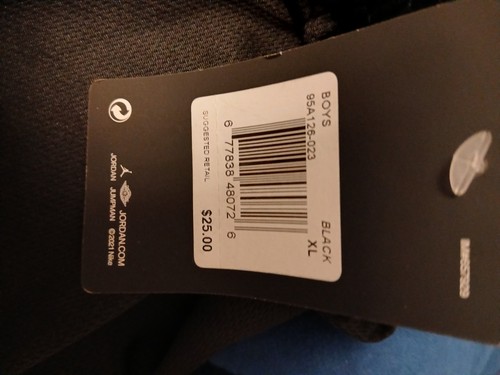 BOYS
95A126-023
BLACK
XL
6 77838 48072 6
SUGGESTED RETAIL
$25.00
JORDAN.COM
JORDAN JUMPMAN ©2021 Nike